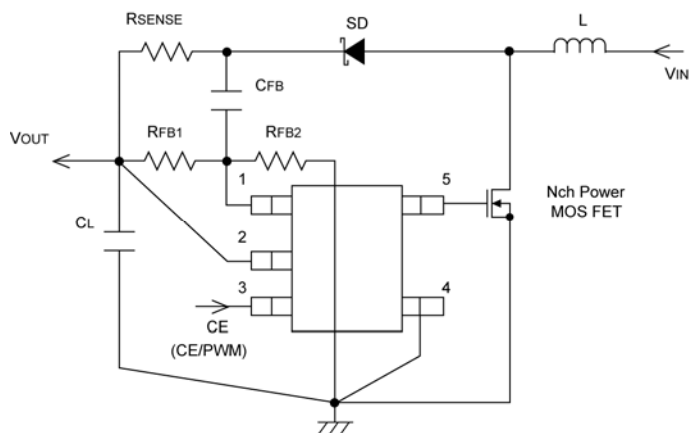 RSENSE
SD
L
VIN
CFB
VOUT
RFB1
RFB2
1
5
Nch Power
MOS FET
CL
2
3
4
CE
(CE/PWM)